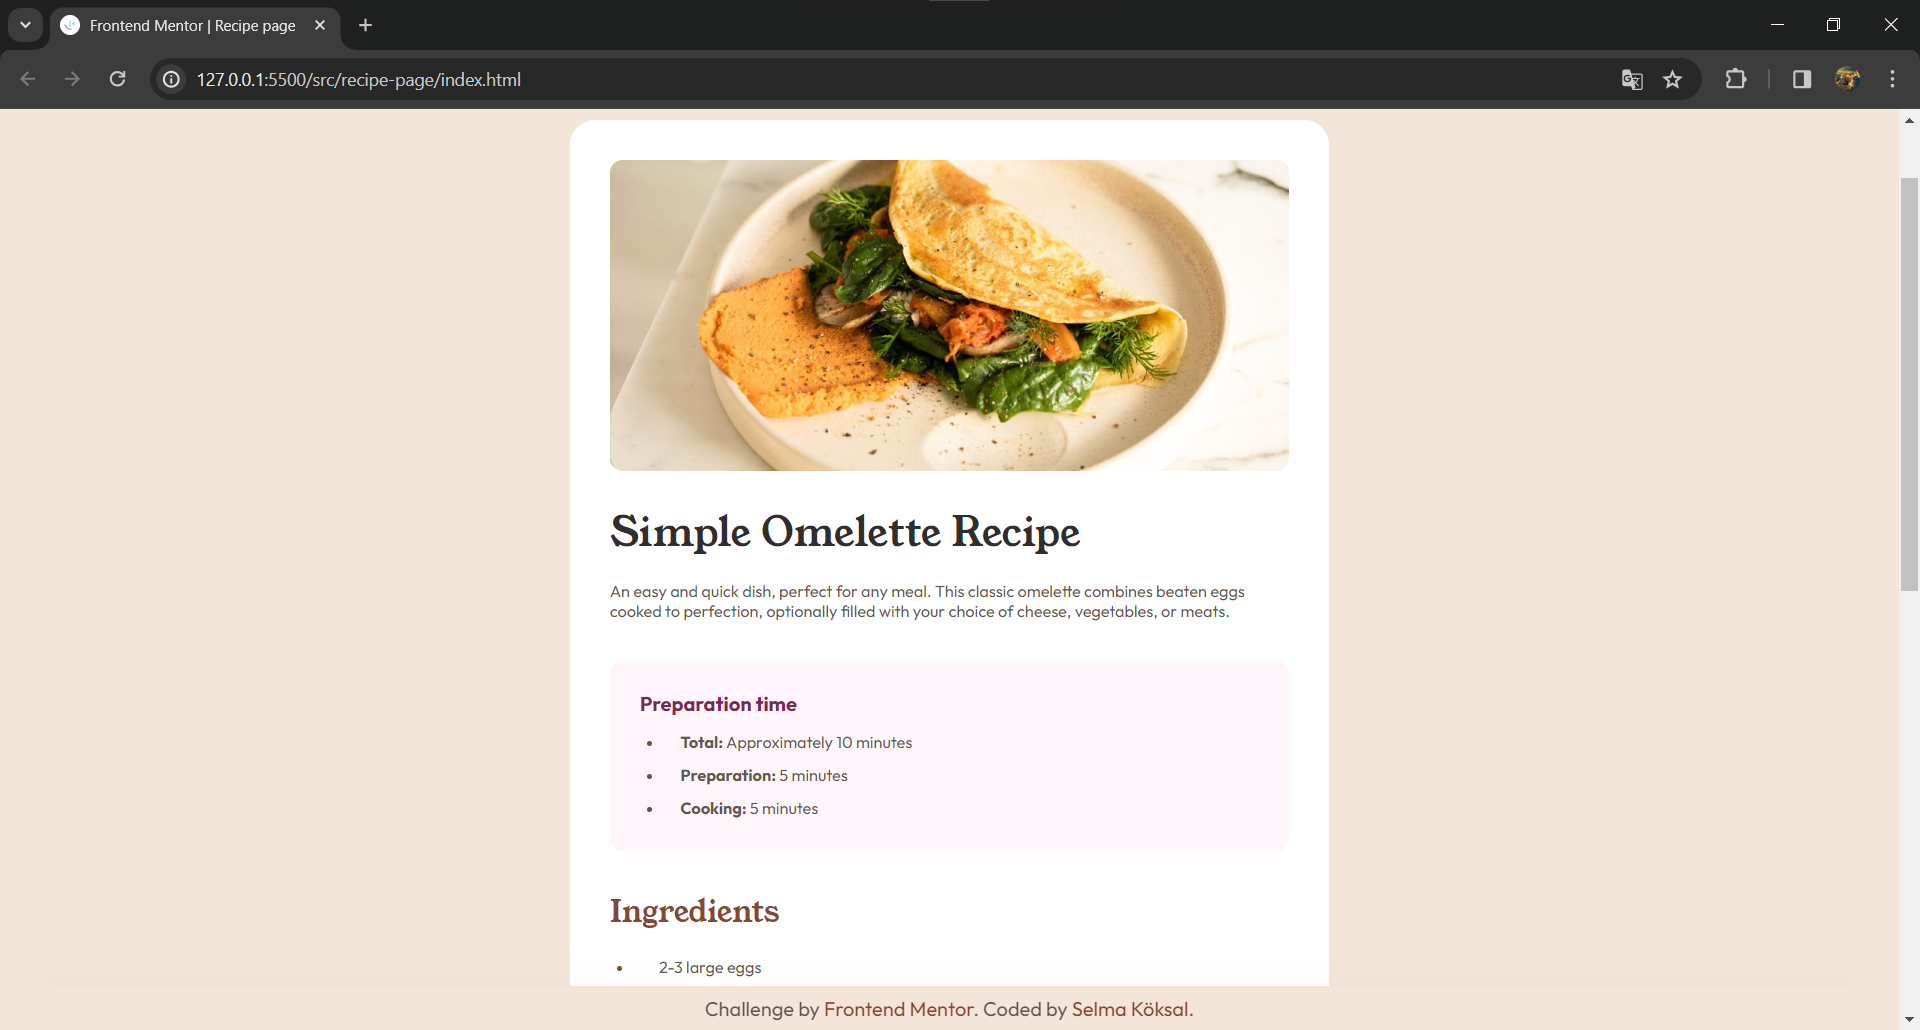 Frontend Mentor | Recipe page
127.0.0.1:5500/src/recipe-page/index.html
Simple Omelette Recipe
An easy and quick dish, perfect for any meal. This classic omelette combines beaten eggs
cooked to perfection, optionally filled with your choice of cheese, vegetables, or meats.
Preparation time
• Total: Approximately 10 minutes
• Preparation: 5 minutes
• Cooking: 5 minutes
Ingredients
• 2-3 large eggs
Challenge by Frontend Mentor. Coded by Selma Köksal.